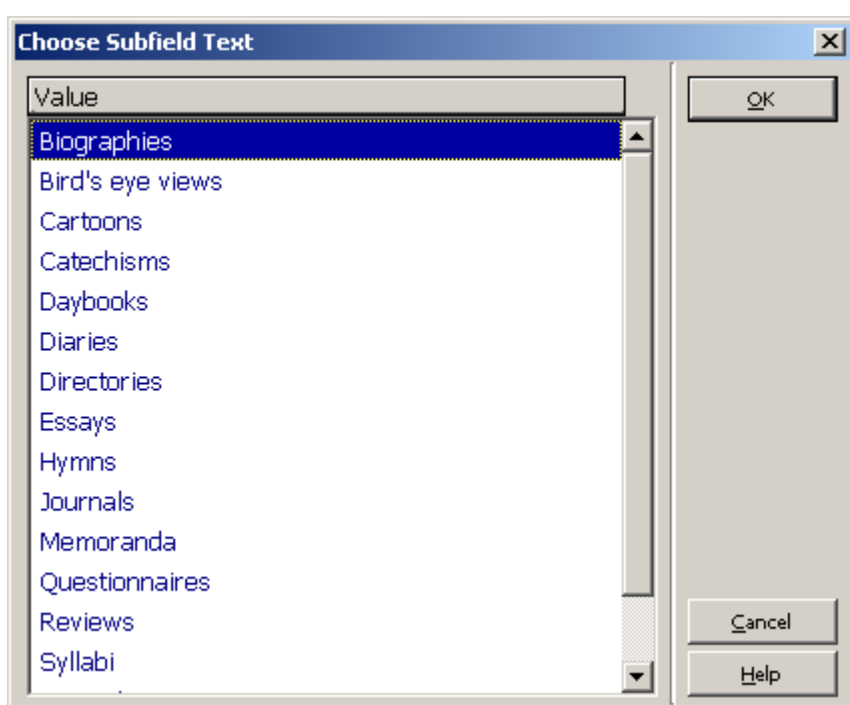 Choose Subfield Text
Value
OK
Biographies
Bird's eye views
Cartoons
Catechisms
Daybooks
Diaries
Directories
Essays
Hymns
Journals
Memoranda
Questionnaires
Reviews
Syllabi
Cancel
Help